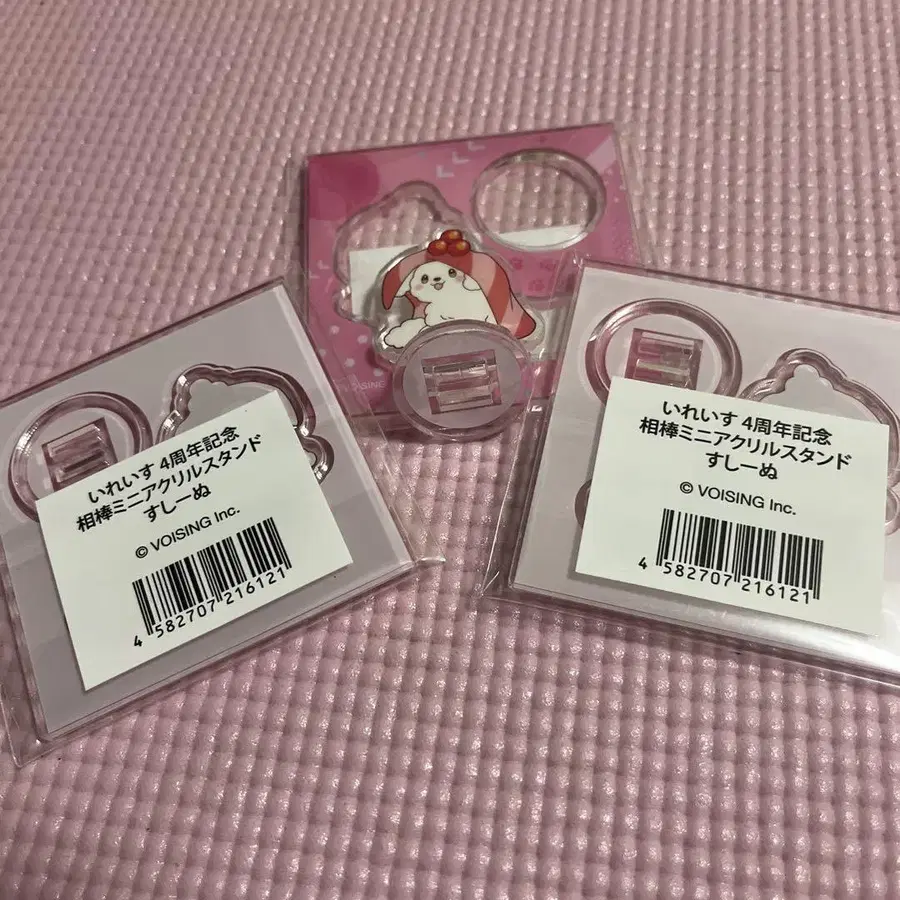 いれいす 4周年記念
相棒ミニアクリルスタンド
すしーぬ
© VOISING Inc.
4 582707 216121
いれいす 4周年記念
相棒ミニアクリルスタンド
すしーぬ
© VOISING Inc.
4 582707 216121